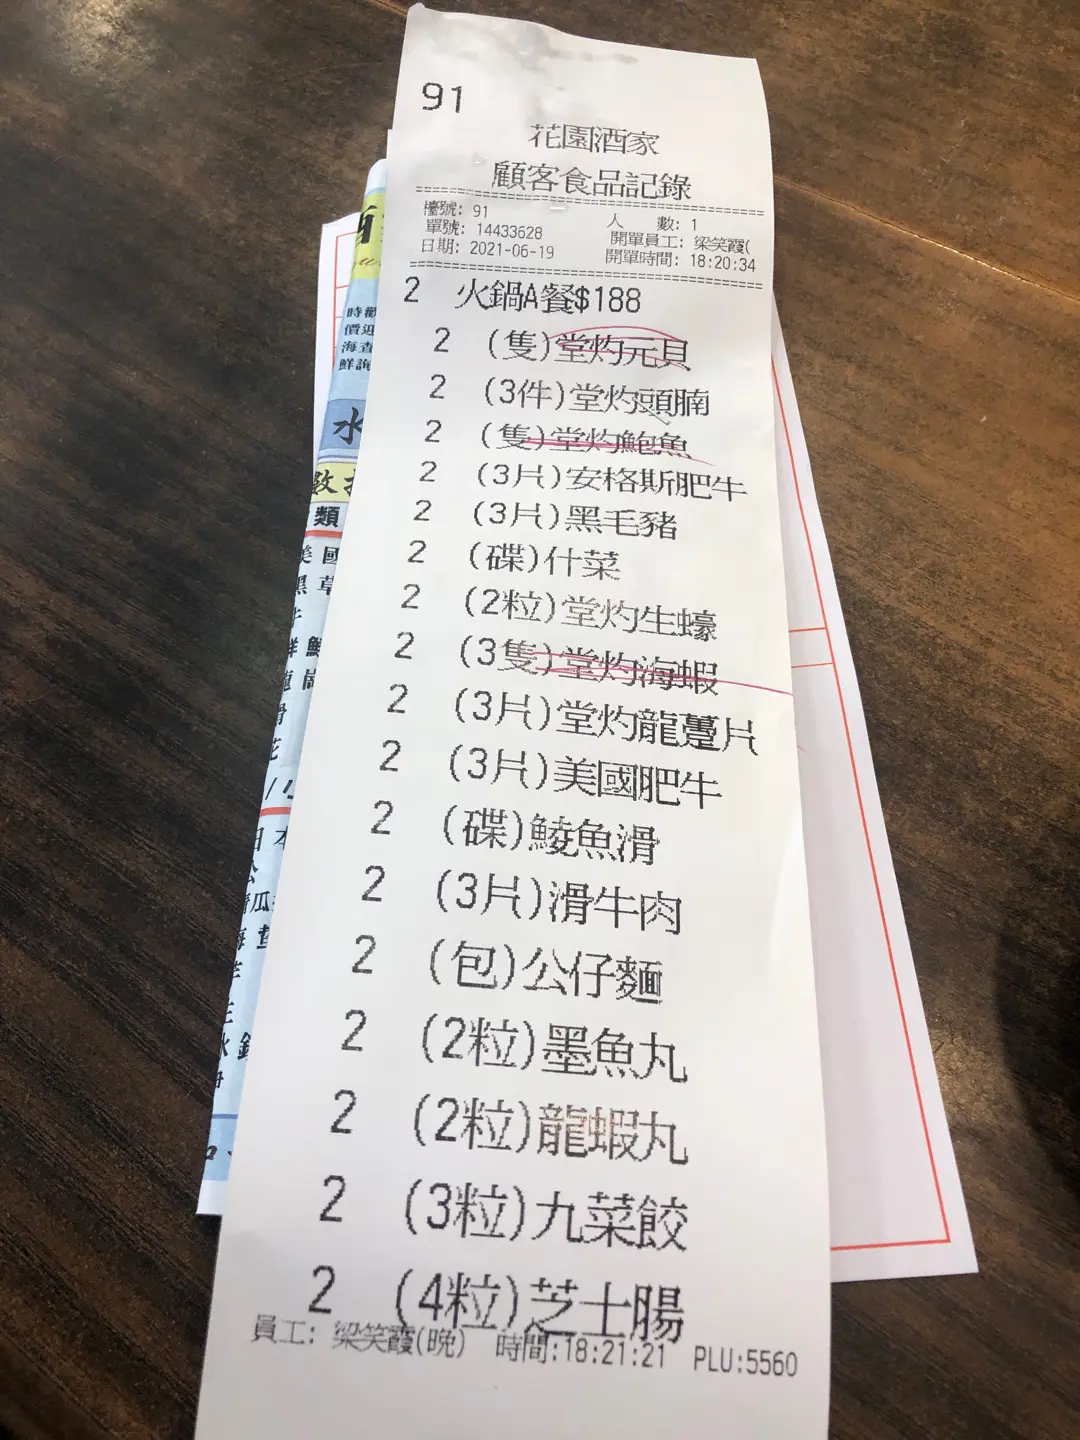 91
花園酒家
顧客食品記錄
檯號: 91 人 數: 1
單號: 14433628 開單員工: 梁笑霞(
日期: 2021-06-19 開單時間: 18:20:34
2 火鍋A餐$188
2 (隻)堂灼元貝
2 (3件)堂灼頭腩
2 (隻)堂灼鮑魚
2 (3片)安格斯肥牛
2 (3片)黑毛豬
2 (碟)什菜
2 (2粒)堂灼生蠔
2 (3隻)堂灼海蝦
2 (3片)堂灼龍躉片
2 (3片)美國肥牛
2 (碟)鯪魚滑
2 (3片)滑牛肉
2 (包)公仔麵
2 (2粒)墨魚丸
2 (2粒)龍蝦丸
2 (3粒)九菜餃
2 (4粒)芝士腸
員工: 梁笑霞(晚) 時間:18:21:21 PLU:5560
時
價
海
鮮詢
水
類